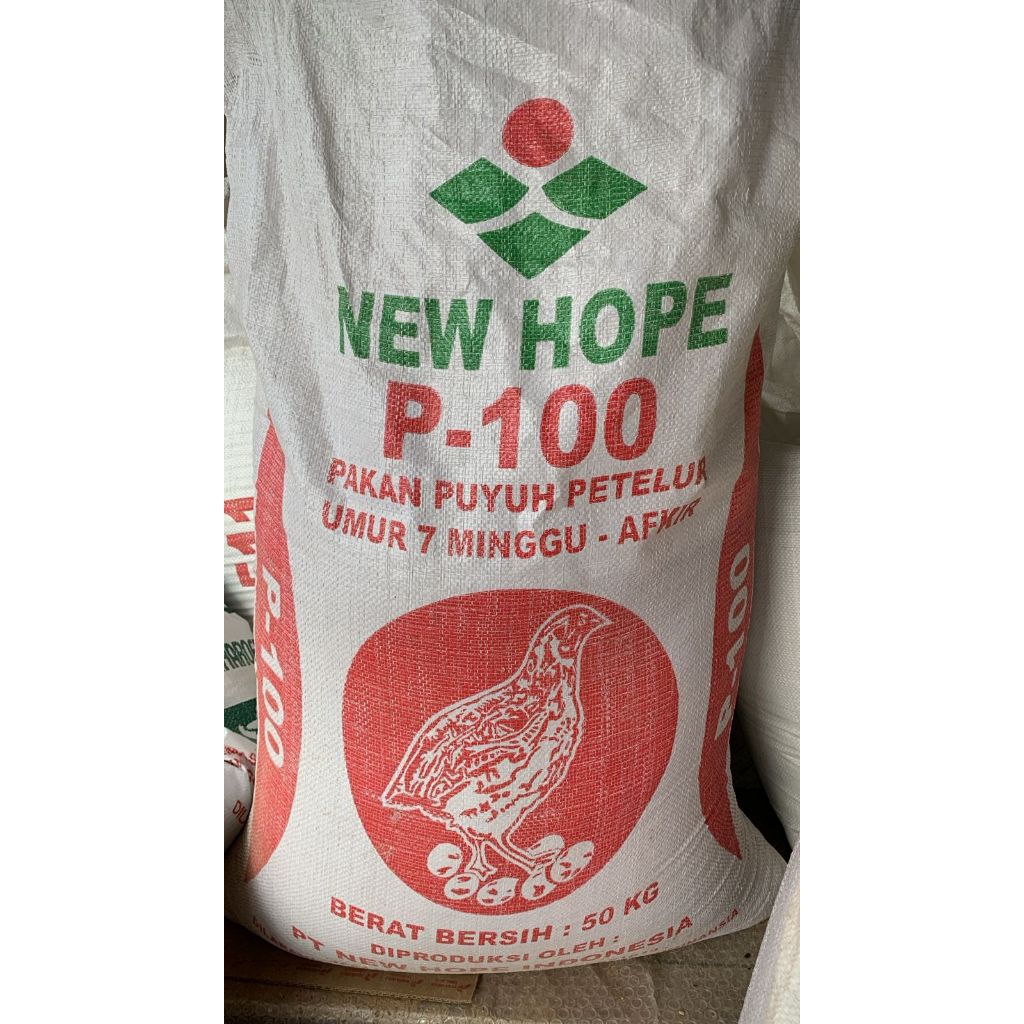 NEW HOPE
P-100
PAKAN PUYUH PETELUR
UMUR 7 MINGGU - AFKIR
P-100
P-100
BERAT BERSIH : 50 KG
DIPRODUKSI OLEH :
PT NEW HOPE INDONESIA